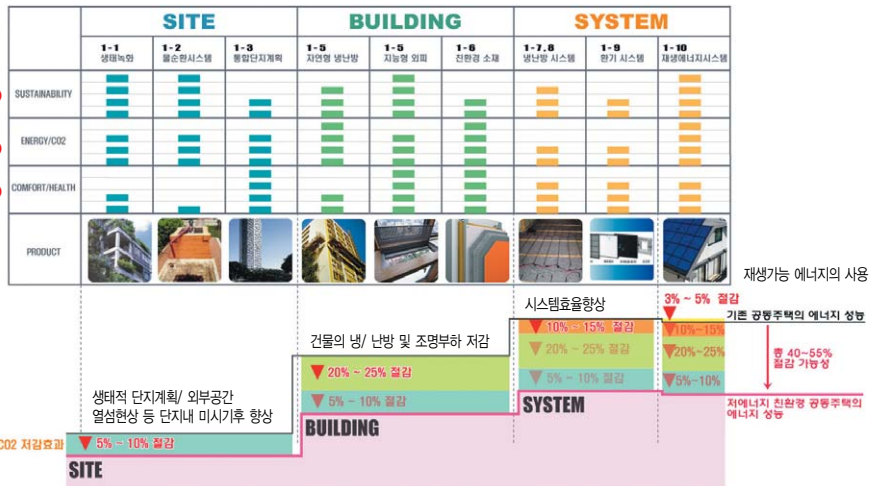 SITE BUILDING SYSTEM
1-1 1-2 1-3 1-5 1-5 1-6 1-7,8 1-9 1-10
생태녹화 물순환시스템 통합단지계획 자연형 냉난방 지능형 외피 친환경 소재 냉난방 시스템 환기 시스템 재생에너지시스템
SUSTAINABILITY
ENERGY/CO2
COMFORT/HEALTH
PRODUCT
재생가능 에너지의 사용
시스템효율향상
3% ~ 5% 절감
기존 공동주택의 에너지 성능
10% ~ 15% 절감
10%~15%
건물의 냉/ 난방 및 조명부하 저감
20% ~ 25% 절감
20% ~ 25% 절감
20%~25%
총 40~55%
절감 가능성
5% ~ 10% 절감
5% ~ 10% 절감
5%~10%
생태적 단지계획/ 외부공간
열섬현상 등 단지내 미시기후 향상
저에너지 친환경 공동주택의
에너지 성능
SYSTEM
BUILDING
CO2 저감효과
5% ~ 10% 절감
SITE